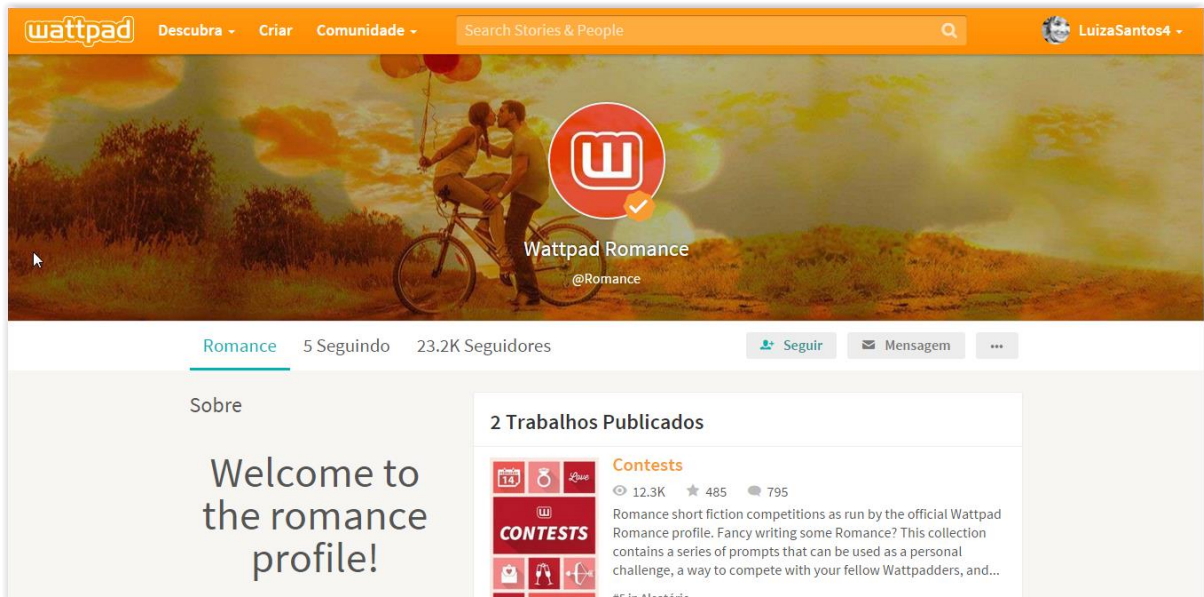 wattpad Descubra Criar Comunidade Search Stories & People LuizaSantos4
Wattpad Romance
@Romance
Romance 5 Seguindo 23.2K Seguidores Seguir Mensagem ...
Sobre
Welcome to
the romance
profile!
2 Trabalhos Publicados
14 Love
CONTESTS
Contests
12.3K 485 795
Romance short fiction competitions as run by the official Wattpad
Romance profile. Fancy writing some Romance? This collection
contains a series of prompts that can be used as a personal
challenge, a way to compete with your fellow Wattpadders, and...